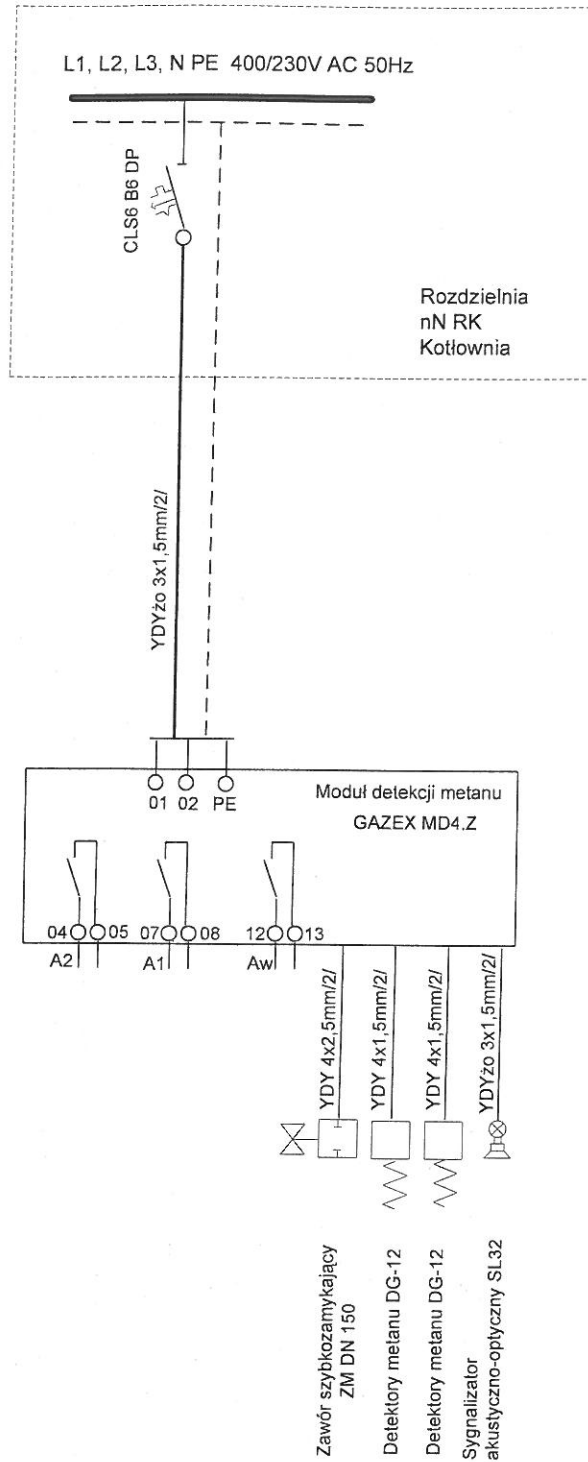 L1, L2, L3, N PE 400/230V AC 50Hz
CLS6 B6 DP
Rozdzielnia
nN RK
Kotłownia
YDYżo 3x1,5mm/2/
01 02 PE
Moduł detekcji metanu
GAZEX MD4.Z
04 05 07 08 12 13
A2 A1 Aw
YDY 4x2,5mm/2/
YDY 4x1,5mm/2/
YDY 4x1,5mm/2/
YDYżo 3x1,5mm/2/
Zawór szybkozamykający
ZM DN 150
Detektory metanu DG-12
Detektory metanu DG-12
Sygnalizator
akustyczno-optyczny SL32